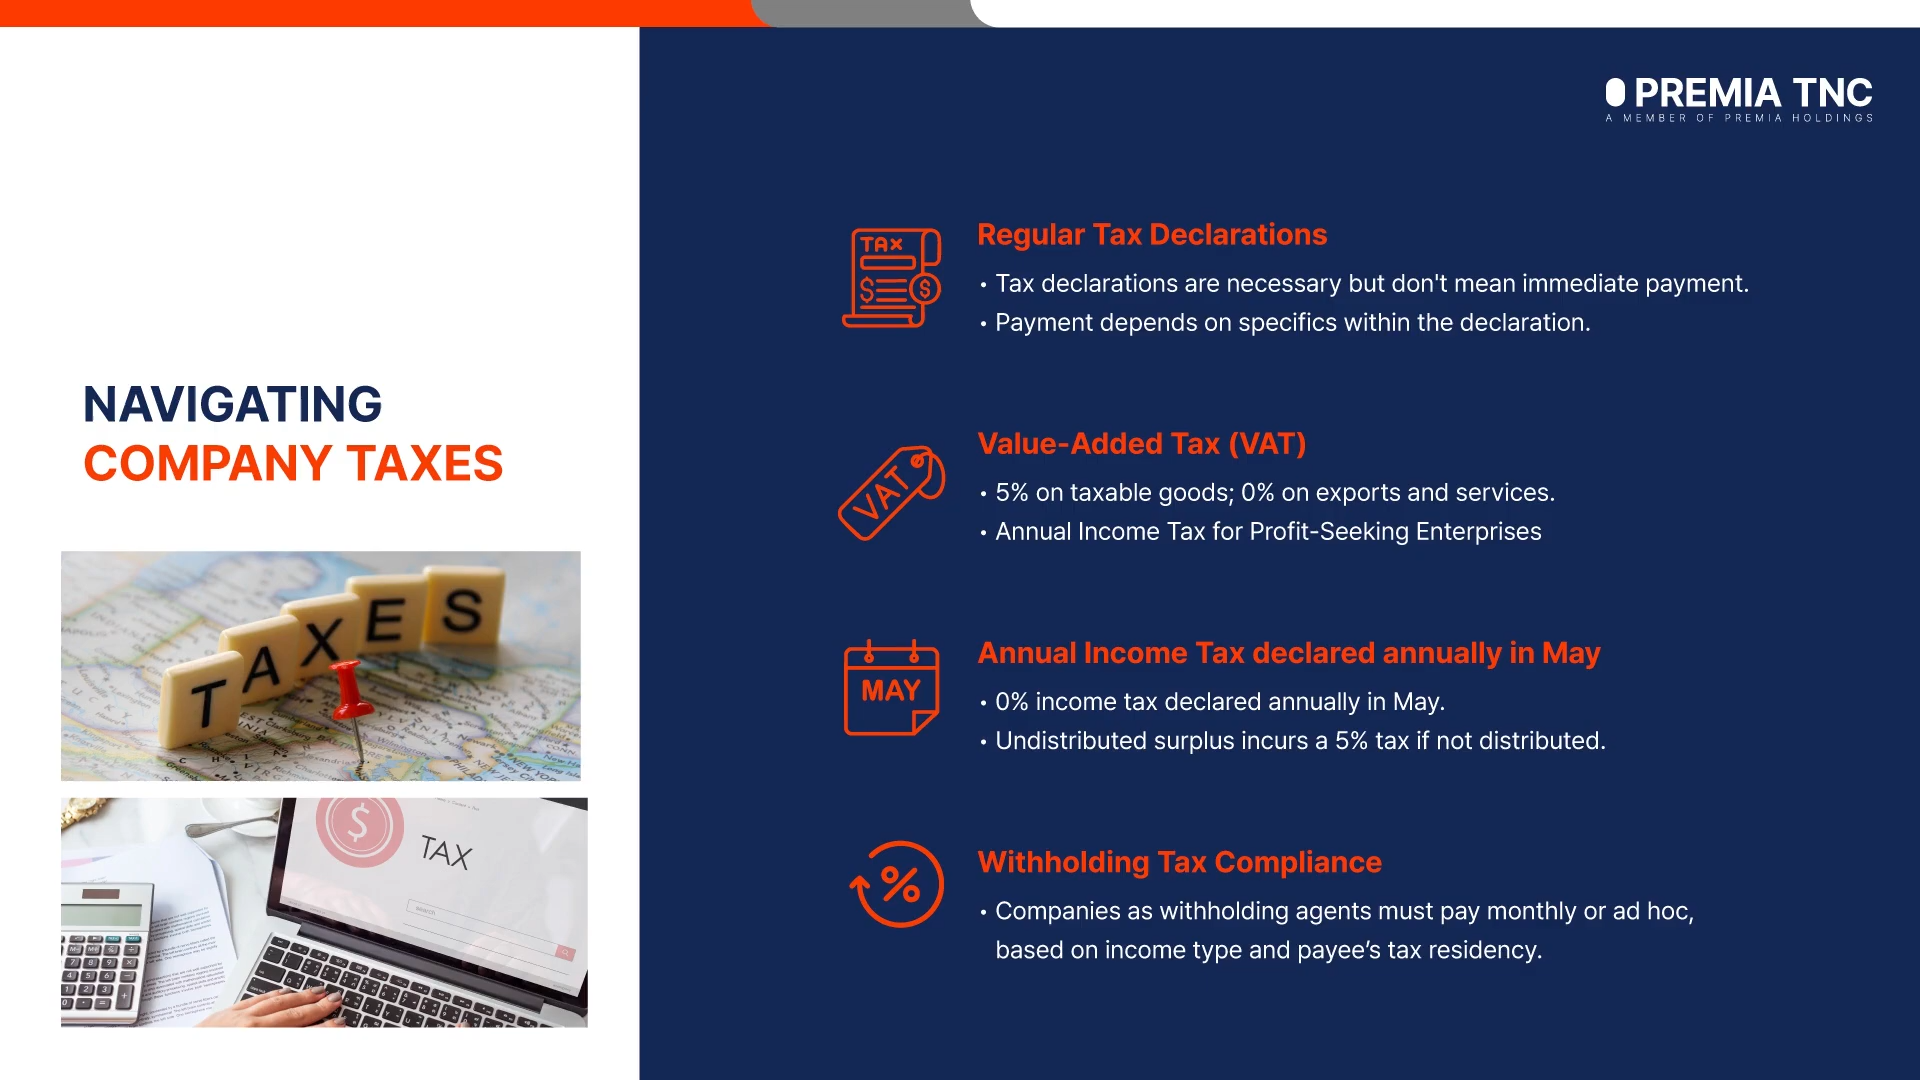 PREMIA TNC
A MEMBER OF PREMIA HOLDINGS
NAVIGATING
COMPANY TAXES
TAXES
TAX
search
TAX
$ $
Regular Tax Declarations
• Tax declarations are necessary but don't mean immediate payment.
• Payment depends on specifics within the declaration.
VAT
Value-Added Tax (VAT)
• 5% on taxable goods; 0% on exports and services.
• Annual Income Tax for Profit-Seeking Enterprises
MAY
Annual Income Tax declared annually in May
• 0% income tax declared annually in May.
• Undistributed surplus incurs a 5% tax if not distributed.
%
Withholding Tax Compliance
• Companies as withholding agents must pay monthly or ad hoc,
based on income type and payee’s tax residency.